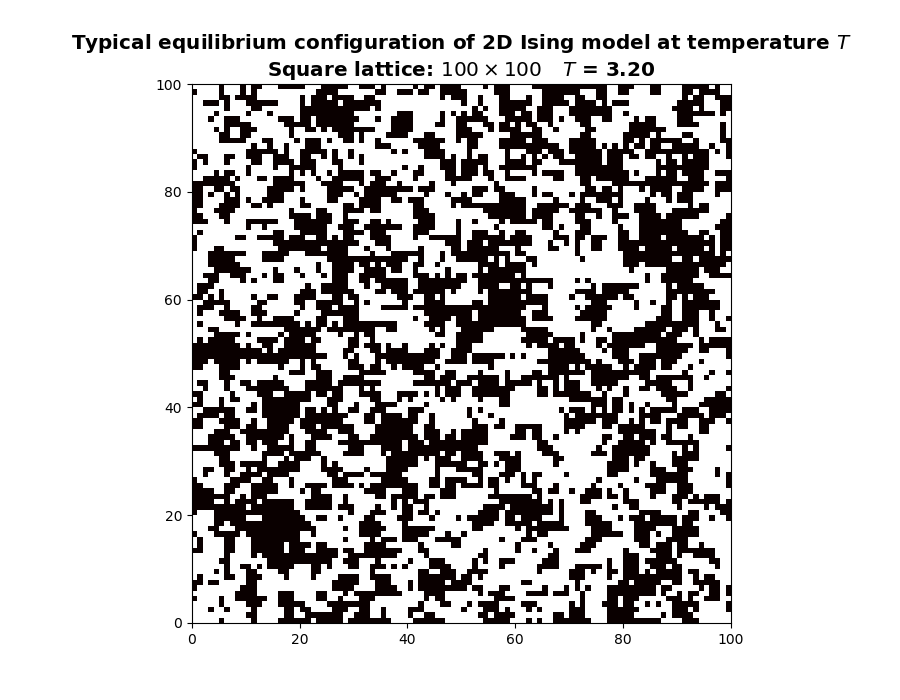 Typical equilibrium configuration of 2D Ising model at temperature T
Square lattice: 100 × 100 T = 3.20
100
80
60
40
20
0
0 20 40 60 80 100